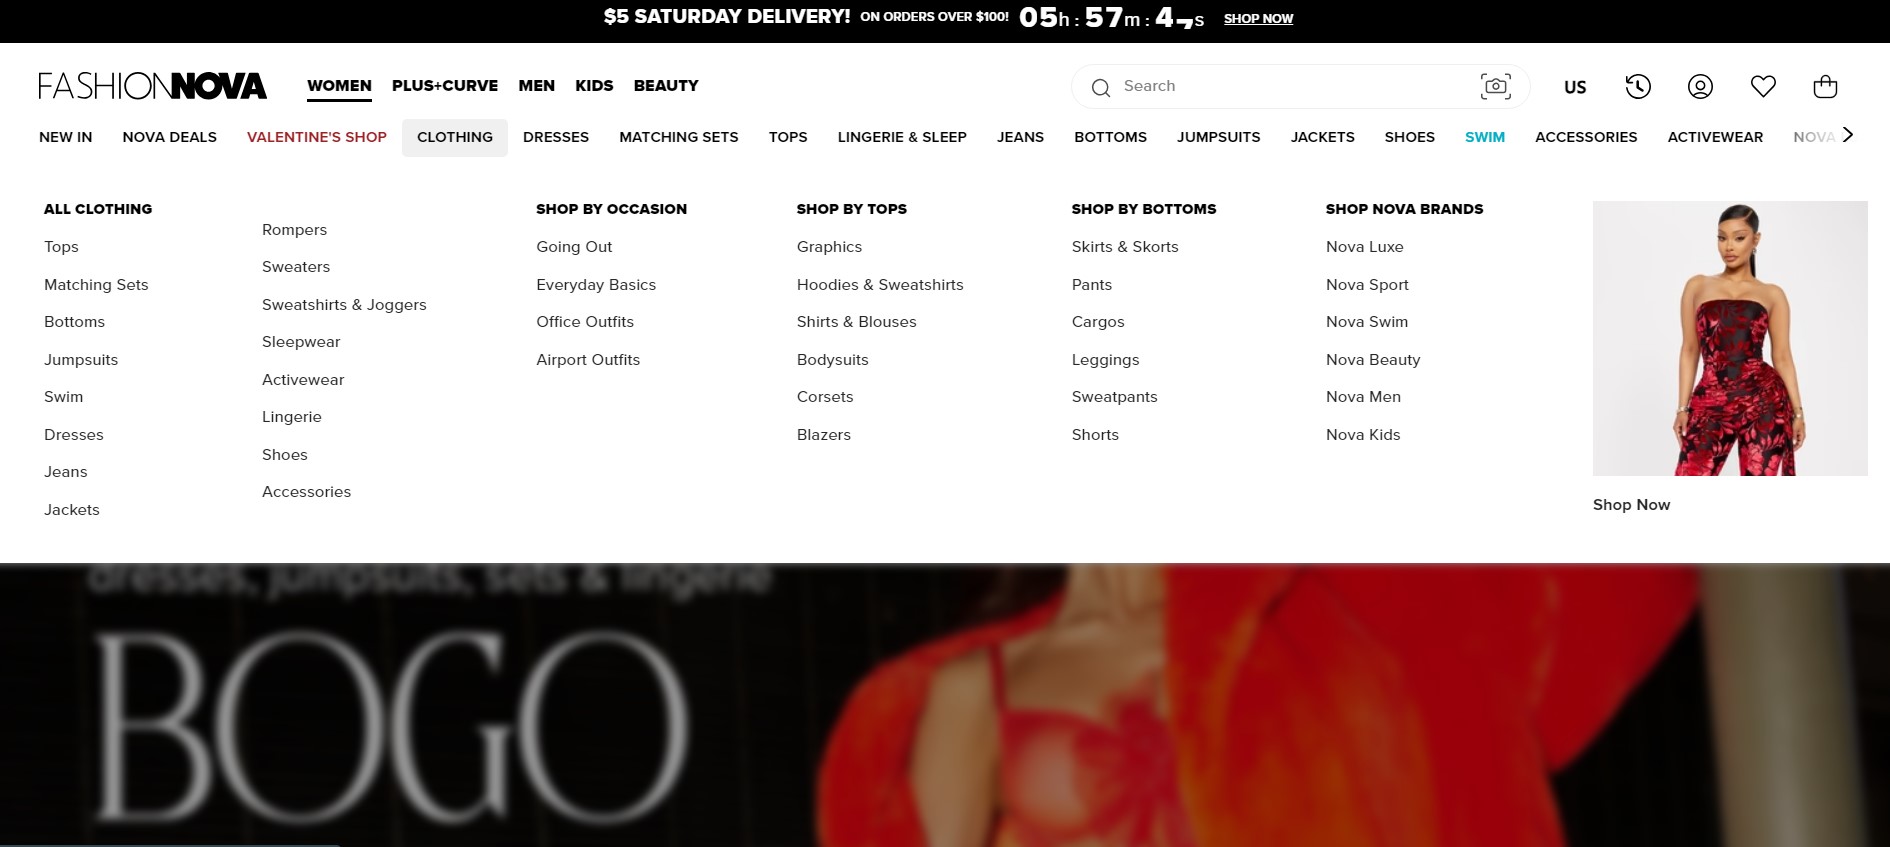 $5 SATURDAY DELIVERY! ON ORDERS OVER $100! 05h : 57m : 4 s SHOP NOW
FASHIONNOVA WOMEN PLUS+CURVE MEN KIDS BEAUTY Search US
NEW IN NOVA DEALS VALENTINE'S SHOP CLOTHING DRESSES MATCHING SETS TOPS LINGERIE & SLEEP JEANS BOTTOMS JUMPSUITS JACKETS SHOES SWIM ACCESSORIES ACTIVEWEAR NOVA
ALL CLOTHING
Tops
Matching Sets
Bottoms
Jumpsuits
Swim
Dresses
Jeans
Jackets
Rompers
Sweaters
Sweatshirts & Joggers
Sleepwear
Activewear
Lingerie
Shoes
Accessories
SHOP BY OCCASION
Going Out
Everyday Basics
Office Outfits
Airport Outfits
SHOP BY TOPS
Graphics
Hoodies & Sweatshirts
Shirts & Blouses
Bodysuits
Corsets
Blazers
SHOP BY BOTTOMS
Skirts & Skorts
Pants
Cargos
Leggings
Sweatpants
Shorts
SHOP NOVA BRANDS
Nova Luxe
Nova Sport
Nova Swim
Nova Beauty
Nova Men
Nova Kids
Shop Now
dresses, jumpsuits, sets & lingerie
BOGO